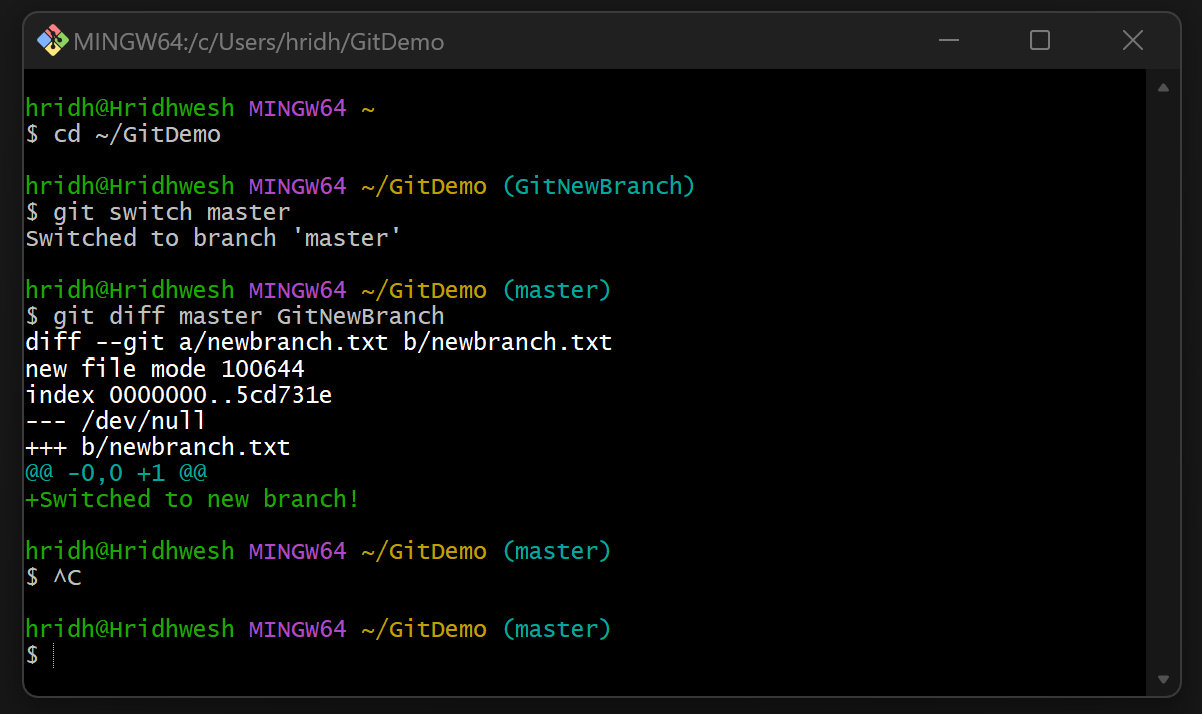 MINGW64:/c/Users/hridh/GitDemo
hridh@Hridhwesh MINGW64 ~
$ cd ~/GitDemo
hridh@Hridhwesh MINGW64 ~/GitDemo (GitNewBranch)
$ git switch master
Switched to branch 'master'
hridh@Hridhwesh MINGW64 ~/GitDemo (master)
$ git diff master GitNewBranch
diff --git a/newbranch.txt b/newbranch.txt
new file mode 100644
index 0000000..5cd731e
--- /dev/null
+++ b/newbranch.txt
@@ -0,0 +1 @@
+Switched to new branch!
hridh@Hridhwesh MINGW64 ~/GitDemo (master)
$ ^C
hridh@Hridhwesh MINGW64 ~/GitDemo (master)
$